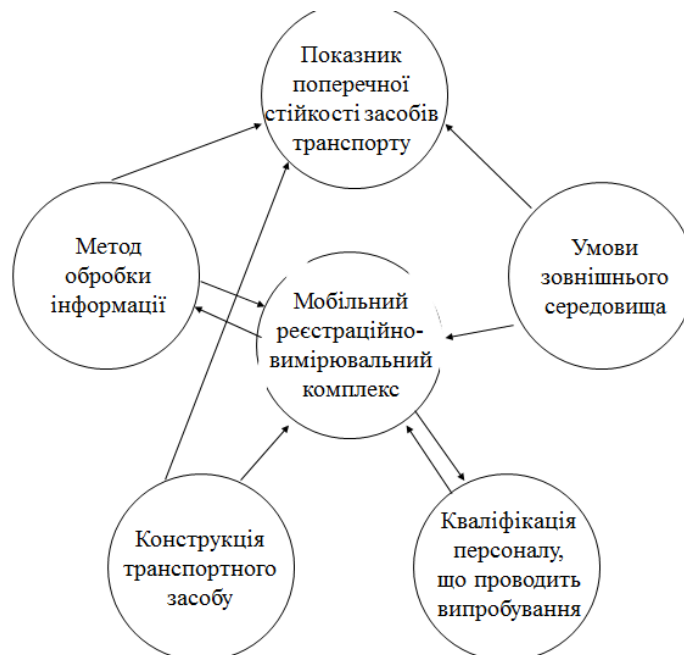 Показник
поперечної
стійкості засобів
транспорту
Метод
обробки
інформації
Умови
зовнішнього
середовища
Мобільний
реєстраційно-
вимірювальний
комплекс
Конструкція
транспортного
засобу
Кваліфікація
персоналу,
що проводить
випробування